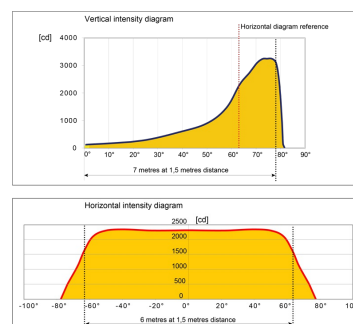 Vertical intensity diagram
Horizontal diagram reference
[cd]
4000
3000
2000
1000
0
0° 10° 20° 30° 40° 50° 60° 70° 80° 90°
7 metres at 1,5 metres distance
Horizontal intensity diagram
2500 [cd]
2000
1500
1000
500
0
-100° -80° -60° -40° -20° 0° 20° 40° 60° 80°
6 metres at 1,5 metres distance